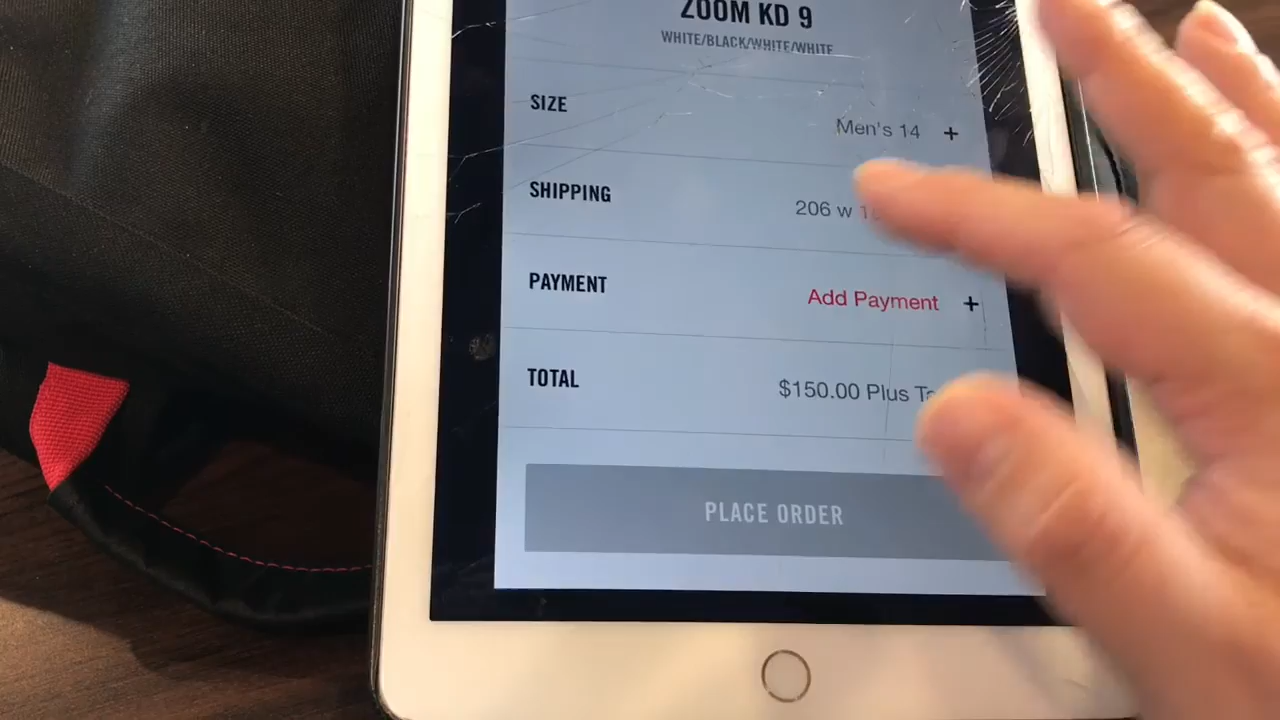 ZOOM KD 9
WHITE/BLACK/WHITE/WHITE
SIZE
Men's 14 +
SHIPPING
206 w
PAYMENT
Add Payment +
TOTAL
$150.00 Plus
PLACE ORDER